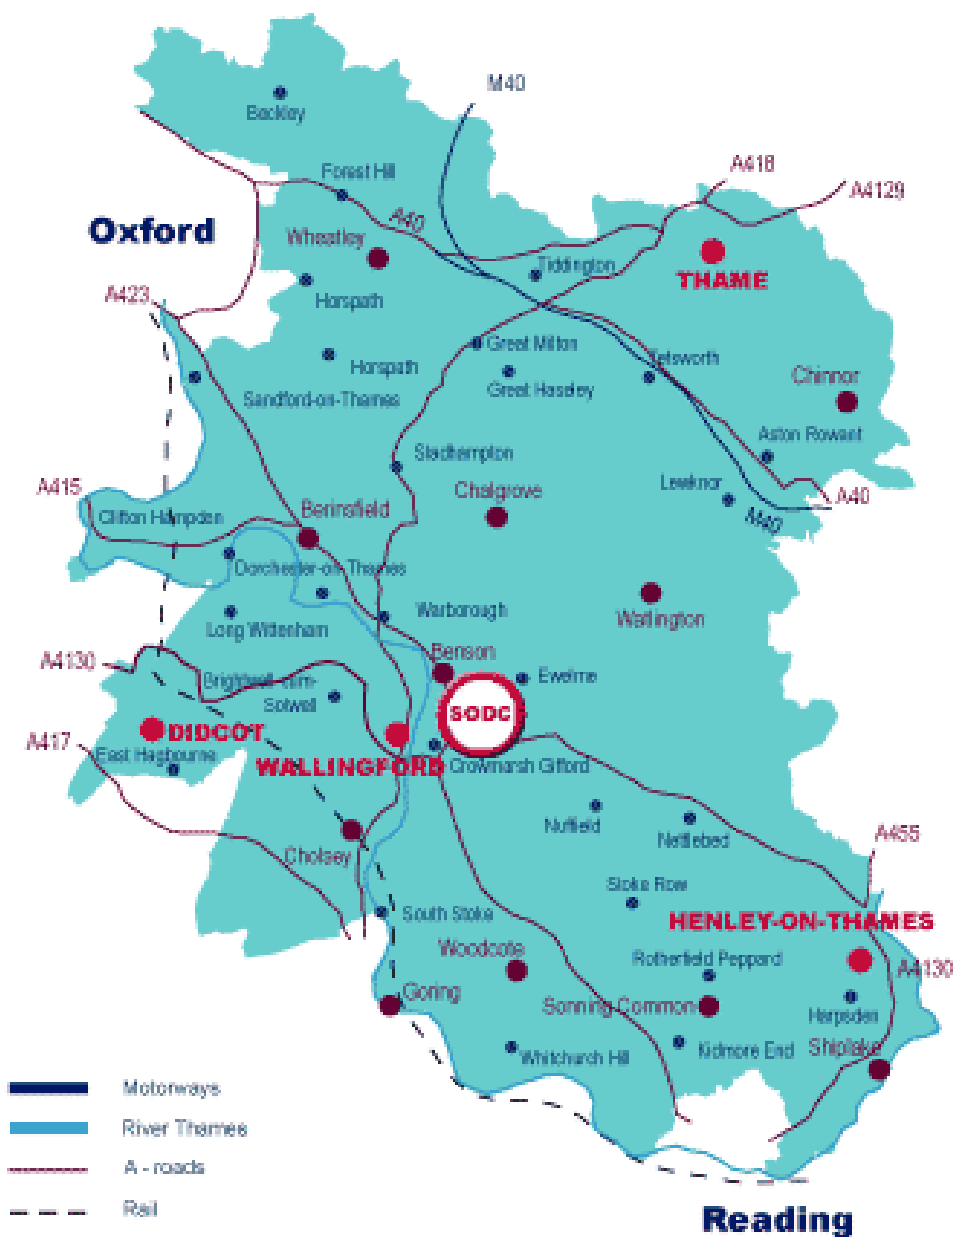 M40
Beckley
Forest Hill
A418
A4129
A40
Oxford
Wheatley
Tiddington
THAME
A423
Horspath
Great Milton
Tetsworth
Horspath
Great Haseley
Chinnor
Sandford-on-Thames
Aston Rowant
Stadhampton
A415
Chalgrove
Lewknor
A40
Clifton Hampden
Berinsfield
M40
Dorchester-on-Thames
Warborough
Watlington
Long Wittenham
A4130
Benson
Ewelme
Brightwell-cum-
Sotwell
SODC
DIDCOT
A417
East Hagbourne
WALLINGFORD
Crowmarsh Gifford
Nuffield
Nettlebed
A455
Cholsey
Stoke Row
South Stoke
HENLEY-ON-THAMES
Woodcote
Rotherfield Peppard
A4130
Goring
Sonning Common
Harpsden
Whitchurch Hill
Kidmore End
Shiplake
Motorways
River Thames
A - roads
Rail
Reading